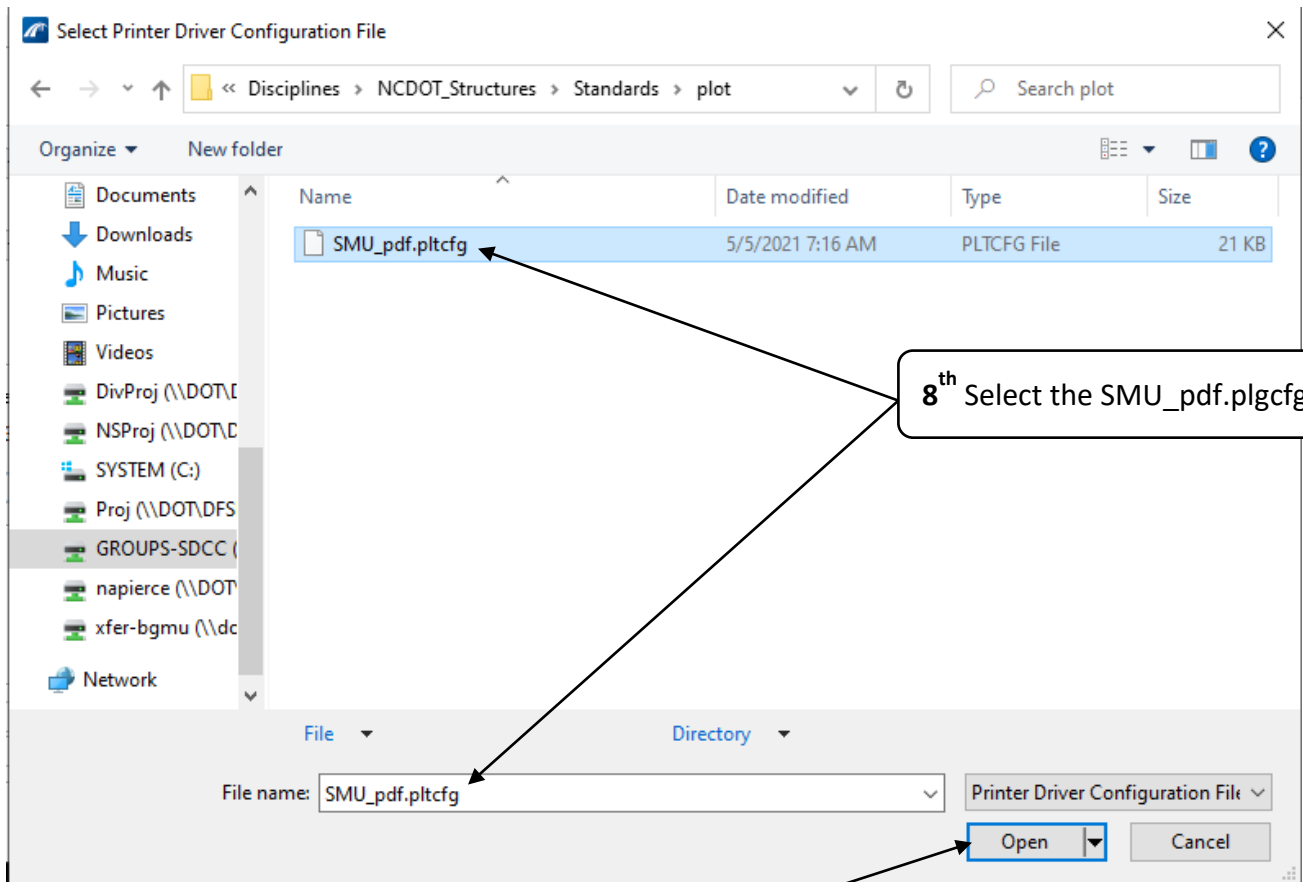 Select Printer Driver Configuration File
« Disciplines › NCDOT_Structures › Standards › plot
Search plot
Organize
New folder
Name
Date modified
Type
Size
Documents
Downloads
Music
Pictures
Videos
DivProj (\\DOT\D
NSProj (\\DOT\D
SYSTEM (C:)
Proj (\\DOT\DFS
GROUPS-SDCC (
napierce (\\DOT\
xfer-bgmu (\\dc
Network
SMU_pdf.pltcfg 5/5/2021 7:16 AM PLTCFG File 21 KB
8th Select the SMU_pdf.plgcfg
File
Directory
File name: SMU_pdf.pltcfg
Printer Driver Configuration File
Open
Cancel